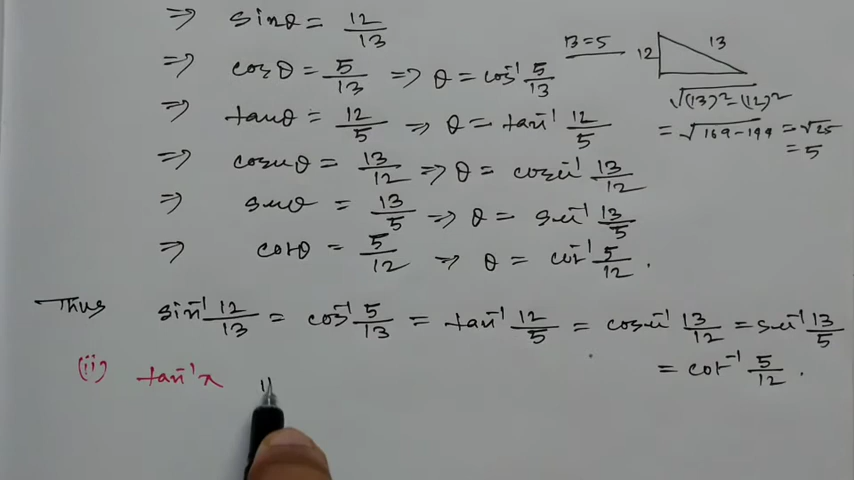 ⇒ sinθ = 12/13
B = 5
12
13
⇒ cosθ = 5/13 ⇒ θ = cos⁻¹ 5/13
√(13)²-(12)²
⇒ tanθ = 12/5 ⇒ θ = tan⁻¹ 12/5
= √169-144 = √25
= 5
⇒ cosecθ = 13/12 ⇒ θ = cosec⁻¹ 13/12
⇒ secθ = 13/5 ⇒ θ = sec⁻¹ 13/5
⇒ cotθ = 5/12 ⇒ θ = cot⁻¹ 5/12.
Thus sin⁻¹ 12/13 = cos⁻¹ 5/13 = tan⁻¹ 12/5 = cosec⁻¹ 13/12 = sec⁻¹ 13/5
= cot⁻¹ 5/12.
(ii) tan⁻¹x